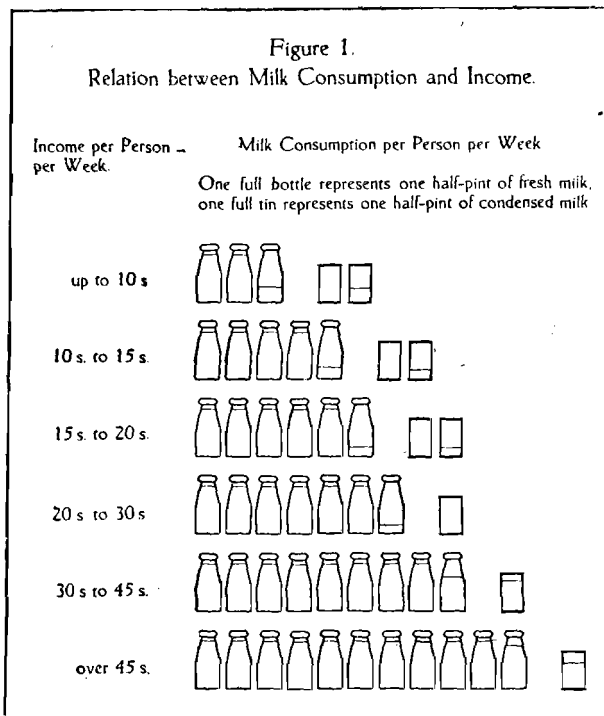 Figure 1.
Relation between Milk Consumption and Income.
Income per Person
per Week.
Milk Consumption per Person per Week
One full bottle represents one half-pint of fresh milk,
one full tin represents one half-pint of condensed milk
up to 10 s
10 s. to 15 s.
15 s. to 20 s.
20 s to 30 s
30 s to 45 s.
over 45 s.